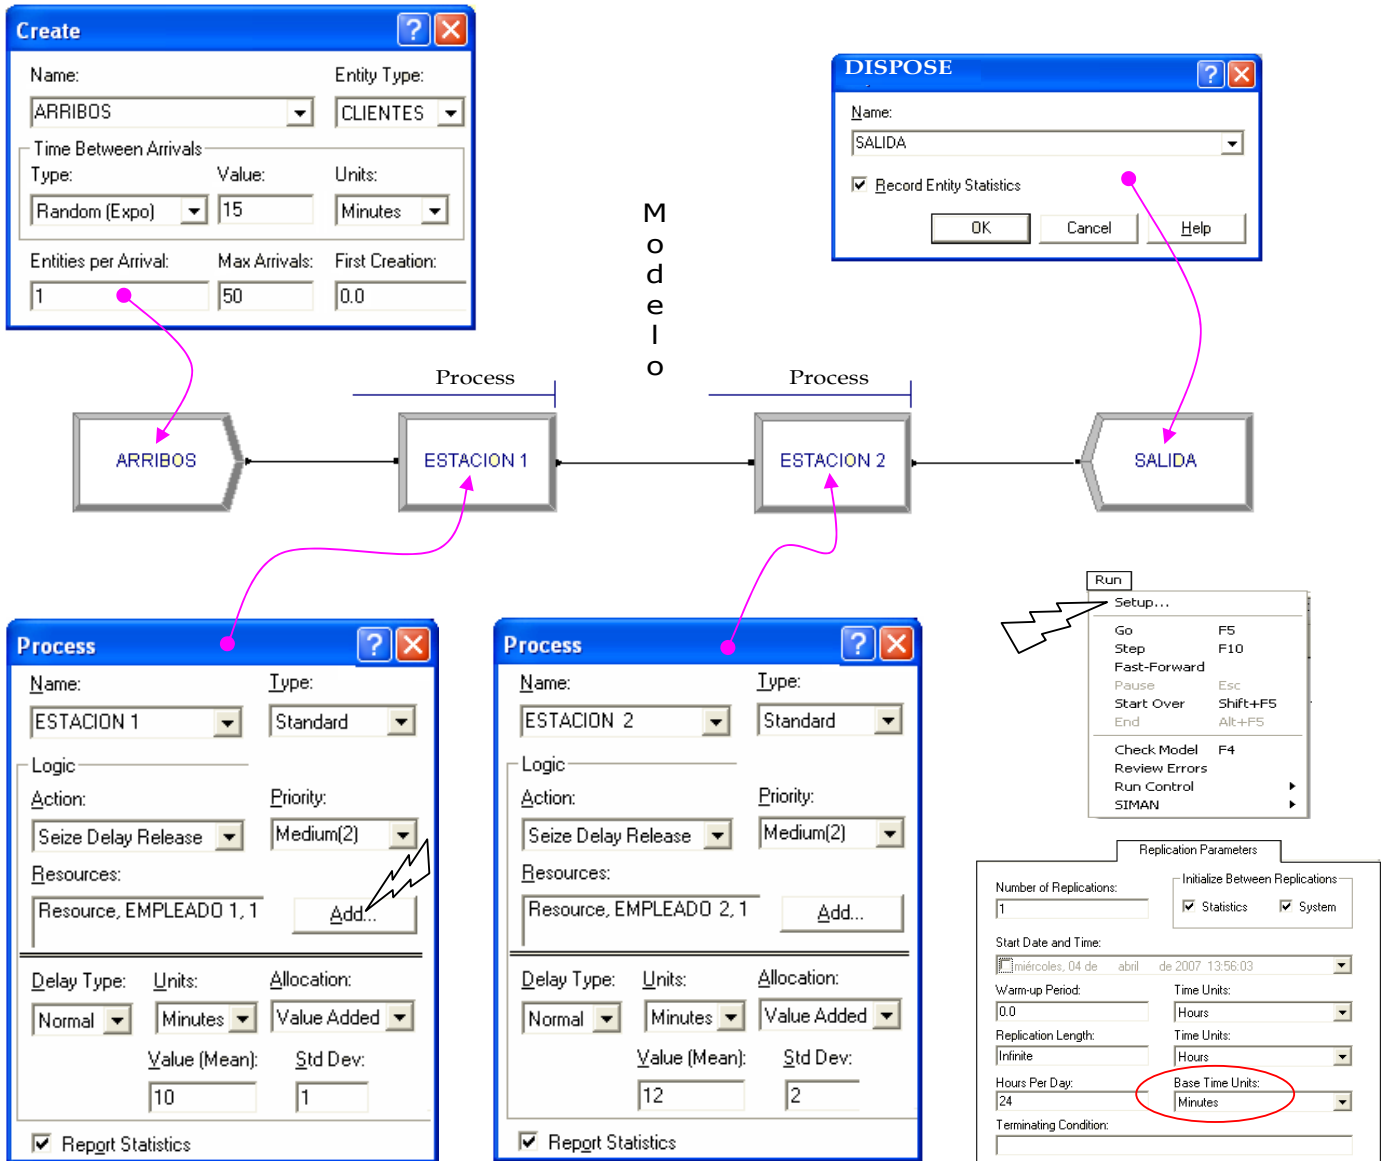 Create
Name:
Entity Type:
ARRIBOS
CLIENTES
Time Between Arrivals
Type:
Value:
Units:
Random (Expo)
15
Minutes
Entities per Arrival:
Max Arrivals:
First Creation:
1
50
0.0
DISPOSE
Name:
SALIDA
Record Entity Statistics
OK
Cancel
Help
M
o
d
e
l
o
Process
Process
ARRIBOS
ESTACION 1
ESTACION 2
SALIDA
Process
Name:
Type:
ESTACION 1
Standard
Logic
Action:
Priority:
Seize Delay Release
Medium(2)
Resources:
Resource, EMPLEADO 1, 1
Add...
Delay Type:
Units:
Allocation:
Normal
Minutes
Value Added
Value (Mean):
Std Dev:
10
1
Report Statistics
Process
Name:
Type:
ESTACION 2
Standard
Logic
Action:
Priority:
Seize Delay Release
Medium(2)
Resources:
Resource, EMPLEADO 2, 1
Add...
Delay Type:
Units:
Allocation:
Normal
Minutes
Value Added
Value (Mean):
Std Dev:
12
2
Report Statistics
Run
Setup...
Go F5
Step F10
Fast-Forward
Pause Esc
Start Over Shift+F5
End Alt+F5
Check Model F4
Review Errors
Run Control
SIMAN
Replication Parameters
Number of Replications:
1
Initialize Between Replications
Statistics
System
Start Date and Time:
miércoles, 04 de abril de 2007 13:56:03
Warm-up Period:
Time Units:
0.0
Hours
Replication Length:
Time Units:
Infinite
Hours
Hours Per Day:
Base Time Units:
24
Minutes
Terminating Condition: